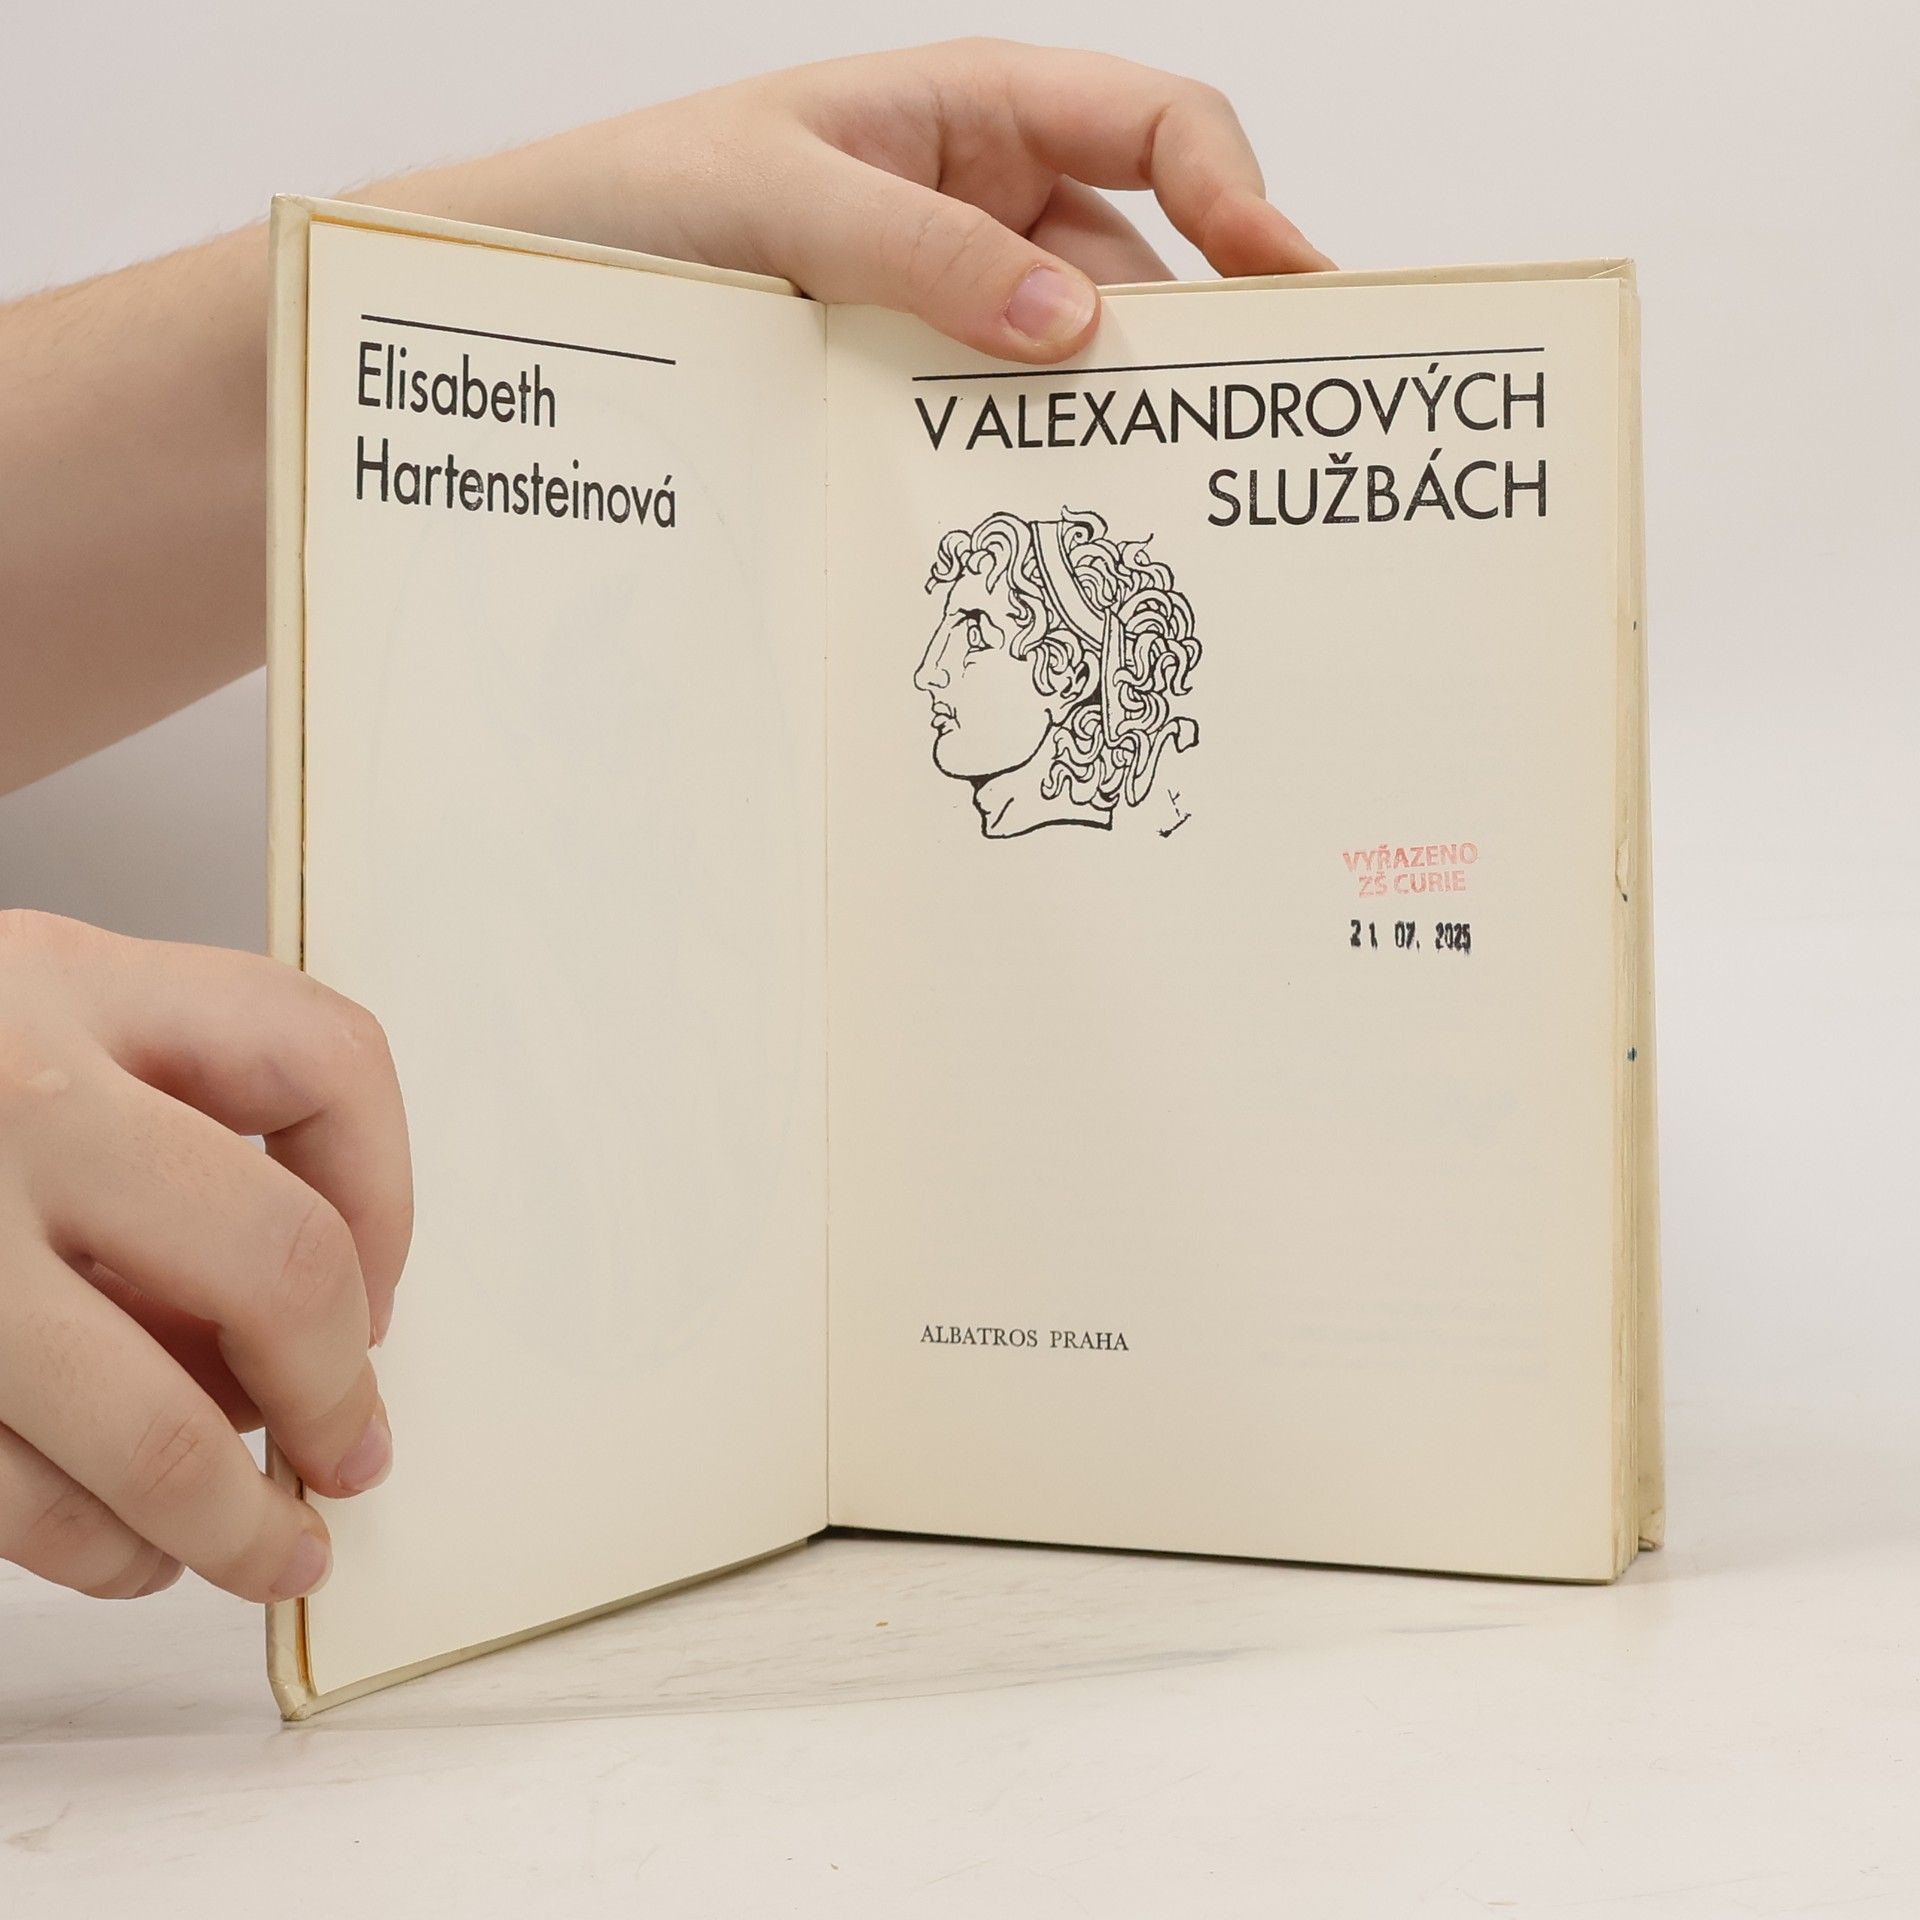 Elisabeth
Hartensteinová
V ALEXANDROVÝCH
SLUŽBÁCH
VYŘAZENO
ZŠ CURIE
21. 07. 2025
ALBATROS PRAHA